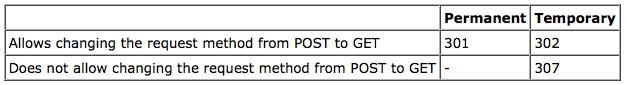 Permanent Temporary
Allows changing the request method from POST to GET 301 302
Does not allow changing the request method from POST to GET - 307